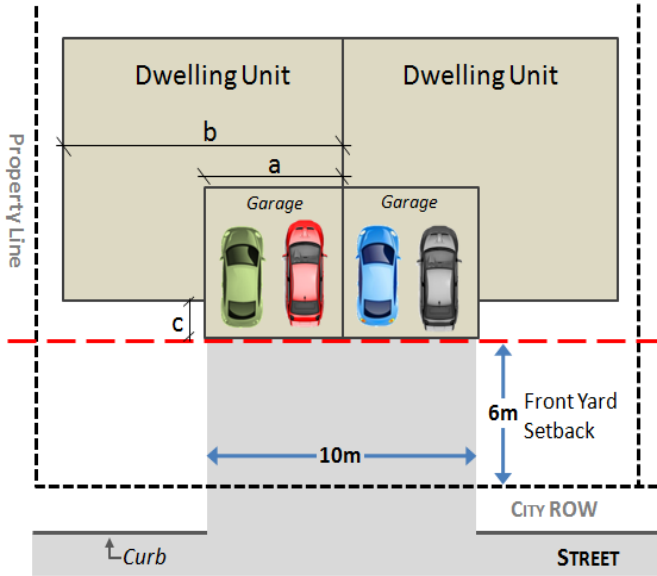 Dwelling Unit
Dwelling Unit
b
a
Property Line
Garage
Garage
c
6m
Front Yard
Setback
10m
CITY ROW
Curb
STREET